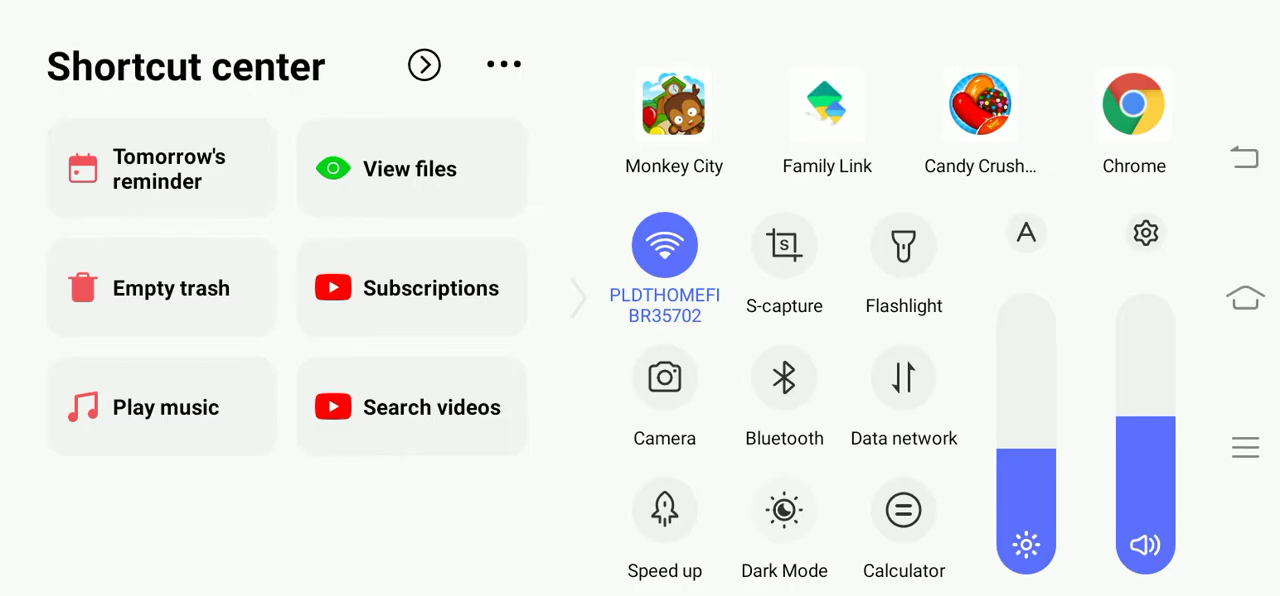 Shortcut center
Tomorrow's
reminder
View files
Empty trash
Subscriptions
Play music
Search videos
Monkey City
Family Link
Candy Crush...
Chrome
PLDTHOMEFI
BR35702
S
S-capture
Flashlight
A
Camera
Bluetooth
Data network
Speed up
Dark Mode
Calculator